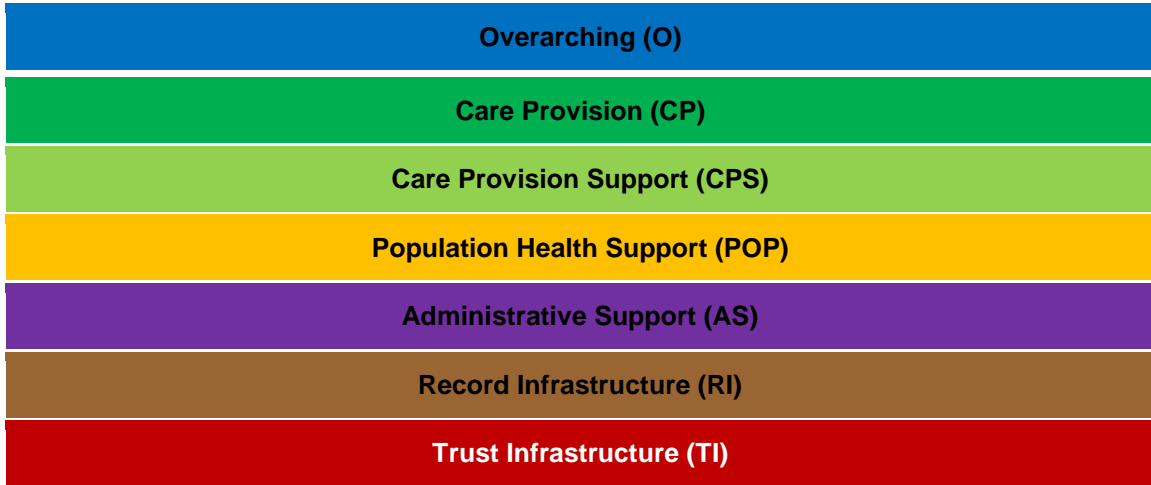 Overarching (O)
Care Provision (CP)
Care Provision Support (CPS)
Population Health Support (POP)
Administrative Support (AS)
Record Infrastructure (RI)
Trust Infrastructure (TI)